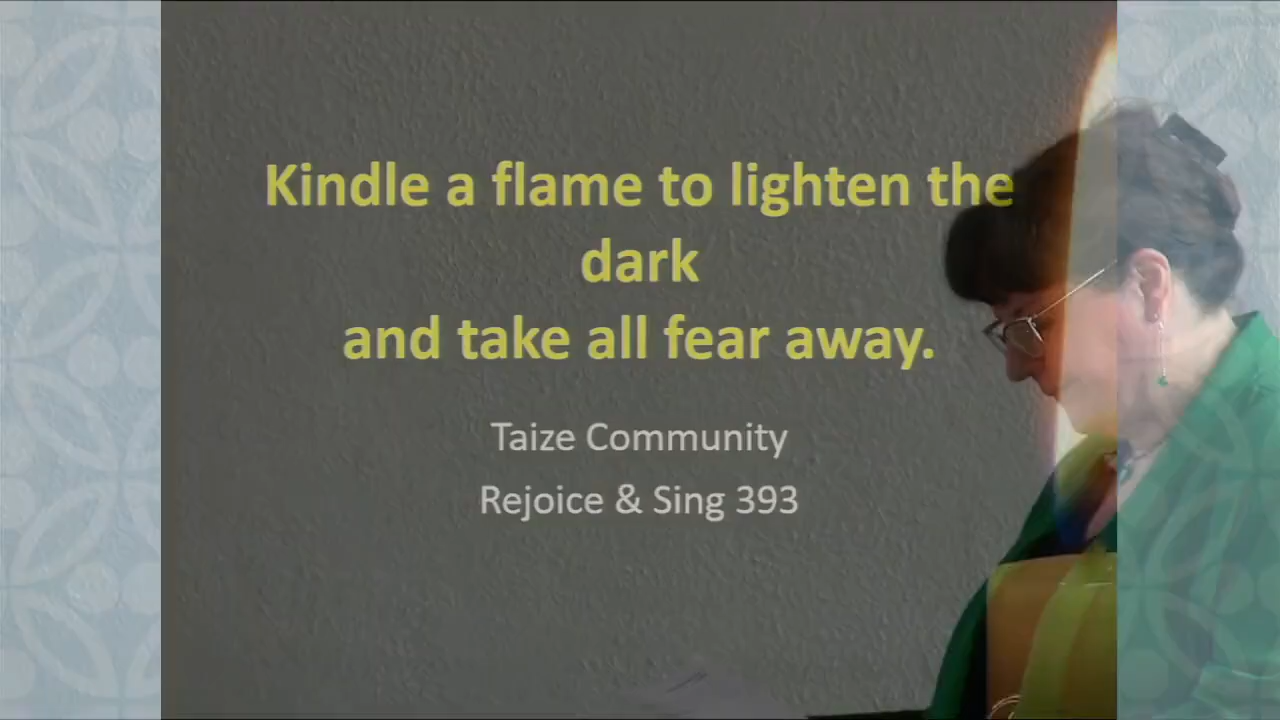 Kindle a flame to lighten the
dark
and take all fear away.
Taize Community
Rejoice & Sing 393